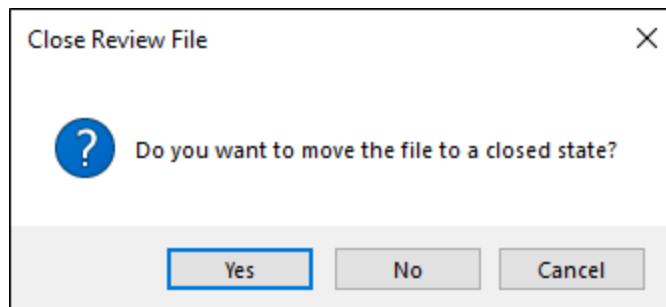 Close Review File
?
Do you want to move the file to a closed state?
Yes No Cancel